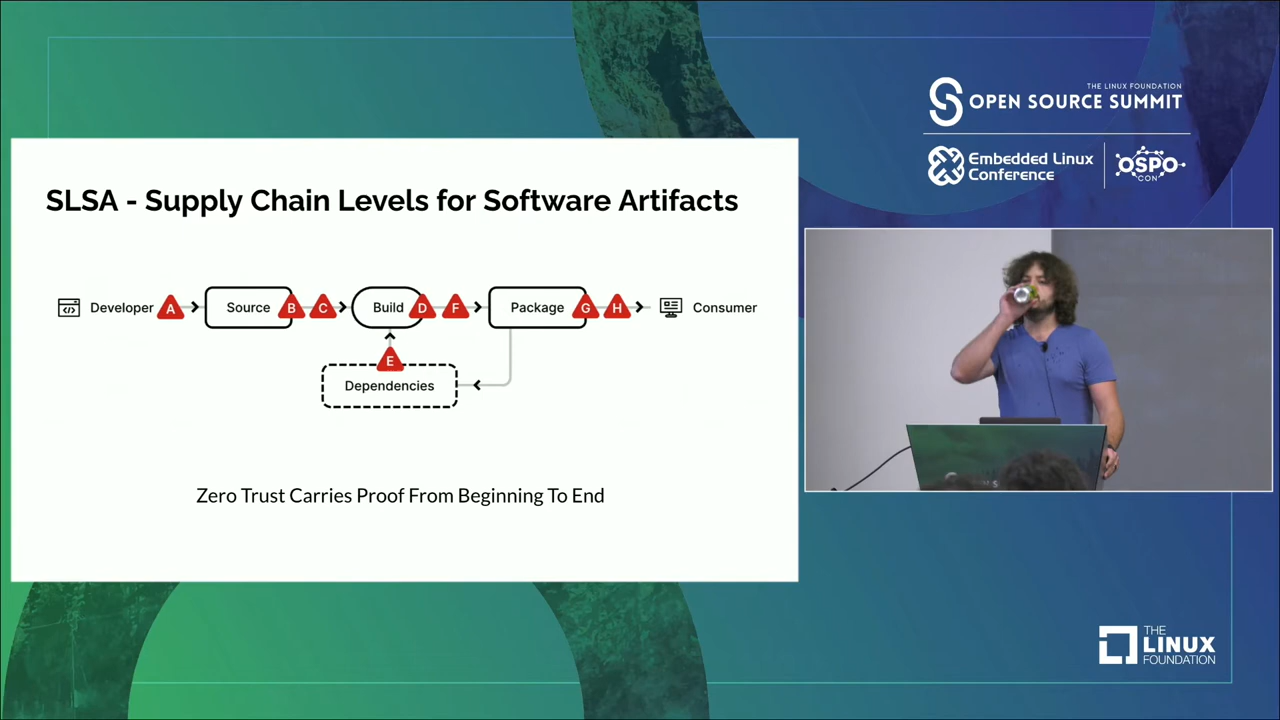 THE LINUX FOUNDATION
OPEN SOURCE SUMMIT
Embedded Linux
Conference
OSPO
CON
SLSA - Supply Chain Levels for Software Artifacts
Developer A Source B C Build D F Package G H Consumer
E
Dependencies
Zero Trust Carries Proof From Beginning To End
THE
LINUX
FOUNDATION